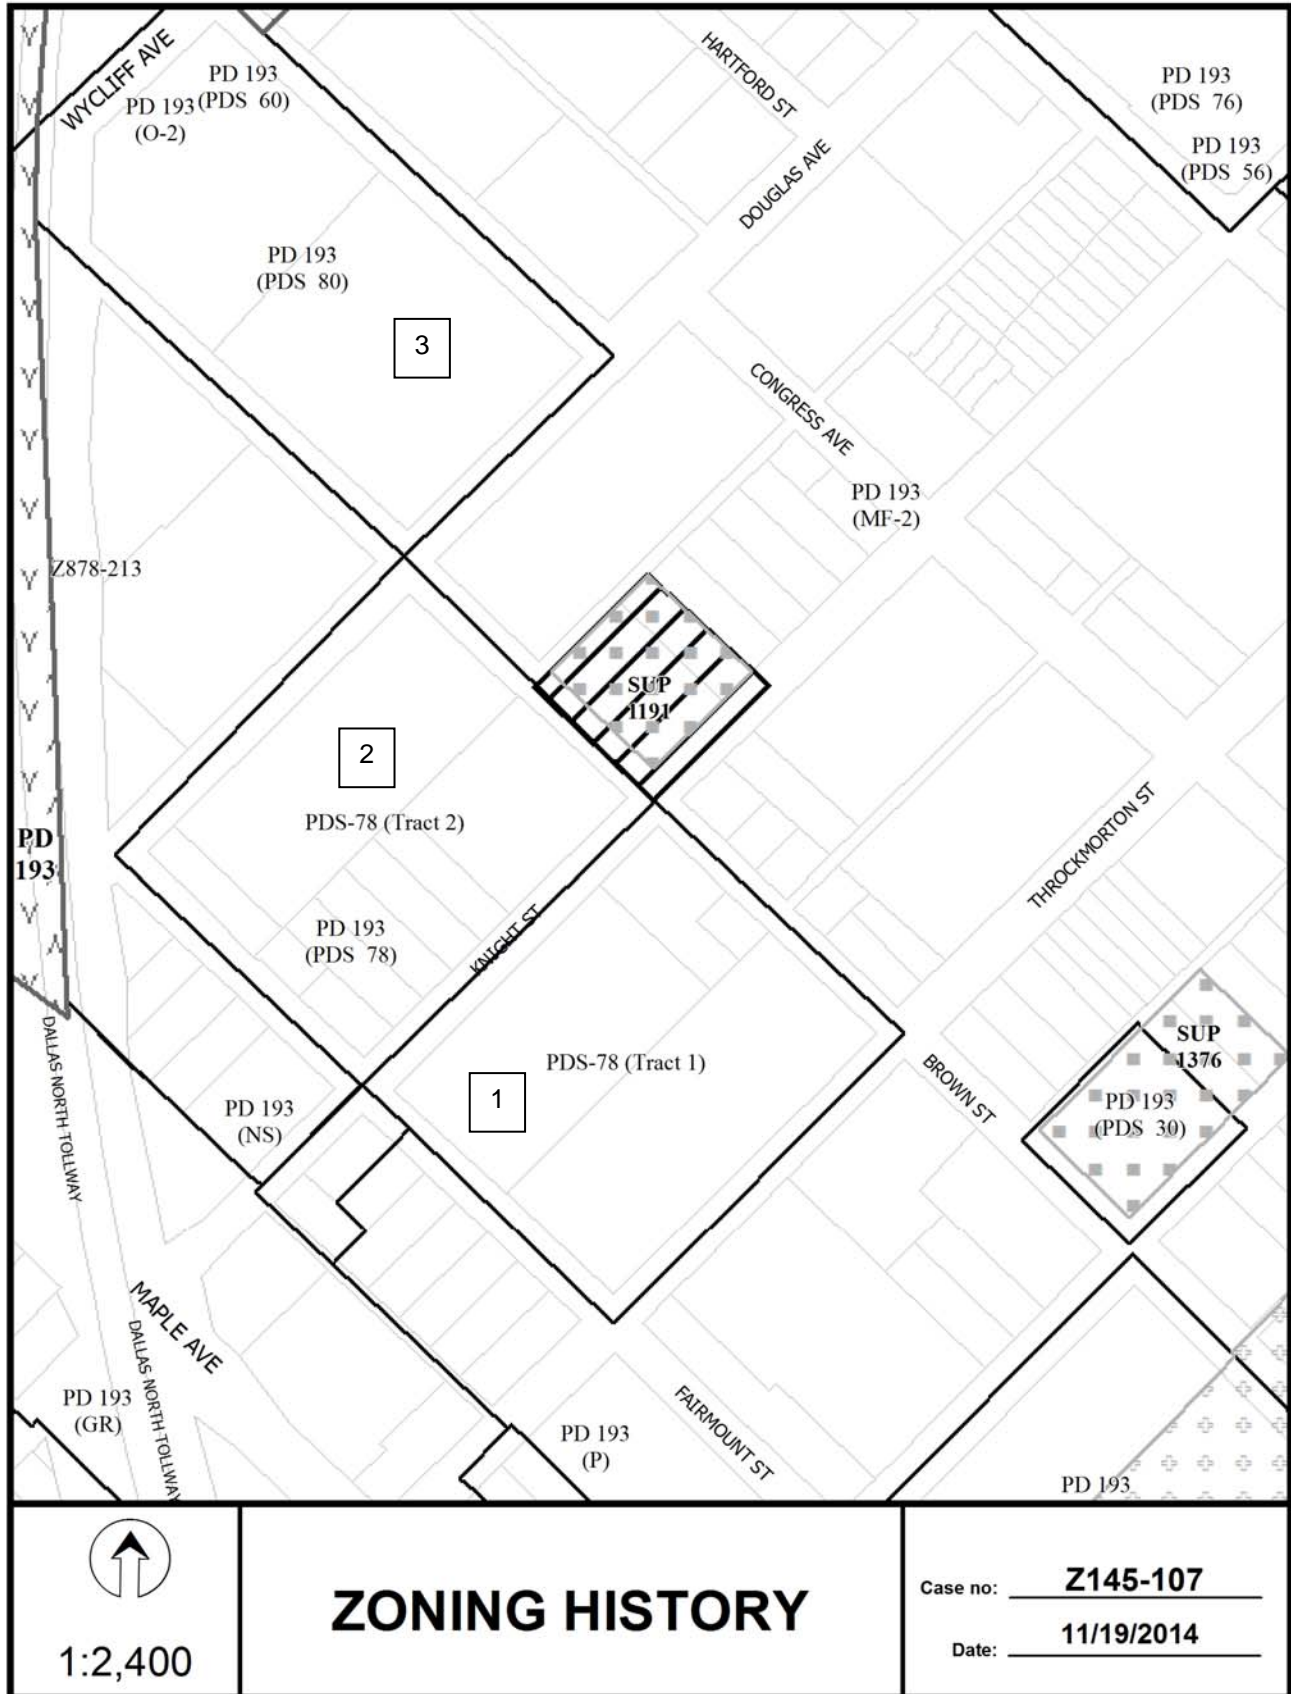 WYCLIFF AVE
PD 193
(PDS 60)
PD 193
(O-2)
HARTFORD ST
PD 193
(PDS 76)
PD 193
(PDS 56)
DOUGLAS AVE
PD 193
(PDS 80)
3
CONGRESS AVE
PD 193
(MF-2)
Z878-213
SUP
1191
2
PDS-78 (Tract 2)
PD
193
THROCKMORTON ST
PD 193
(PDS 78)
KNIGHT ST
SUP
1376
PDS-78 (Tract 1)
1
BROWN ST
PD 193
(PDS 30)
PD 193
(NS)
DALLAS NORTH TOLLWAY
MAPLE AVE
DALLAS NORTH TOLLWAY
PD 193
(GR)
FAIRMOUNT ST
PD 193
(P)
PD 193
1:2,400
ZONING HISTORY
Case no: Z145-107
Date: 11/19/2014